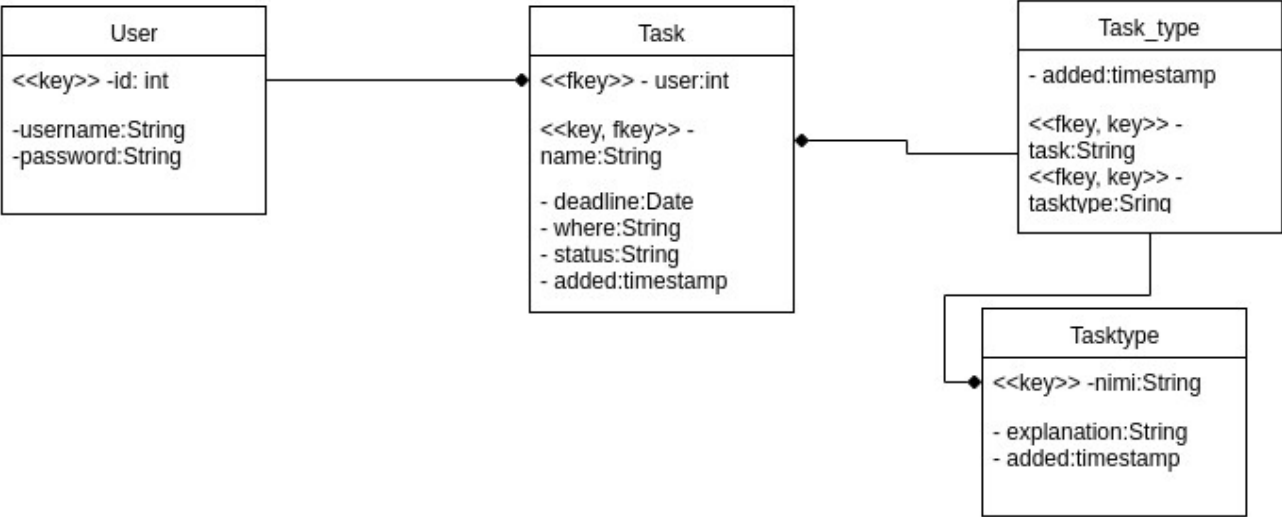 User
<<key>> -id: int
-username:String
-password:String
Task
<<fkey>> - user:int
<<key, fkey>> -
name:String
- deadline:Date
- where:String
- status:String
- added:timestamp
Task_type
- added:timestamp
<<fkey, key>> -
task:String
<<fkey, key>> -
tasktype:Sring
Tasktype
<<key>> -nimi:String
- explanation:String
- added:timestamp